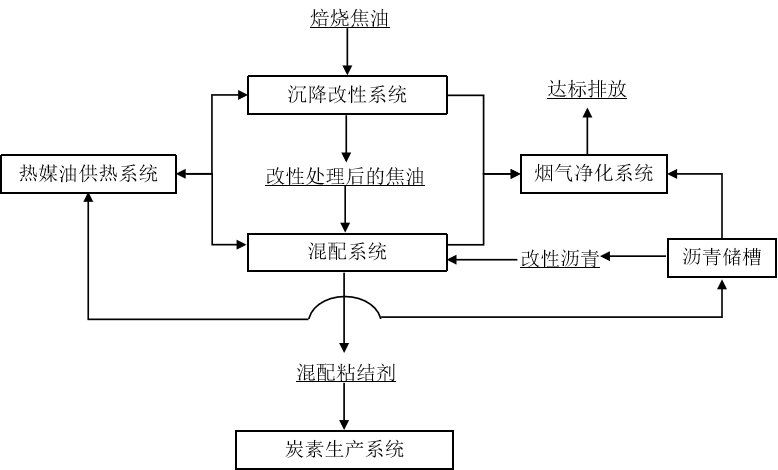 焙烧焦油
沉降改性系统
达标排放
热媒油供热系统
改性处理后的焦油
烟气净化系统
混配系统
改性沥青
沥青储槽
混配粘结剂
炭素生产系统